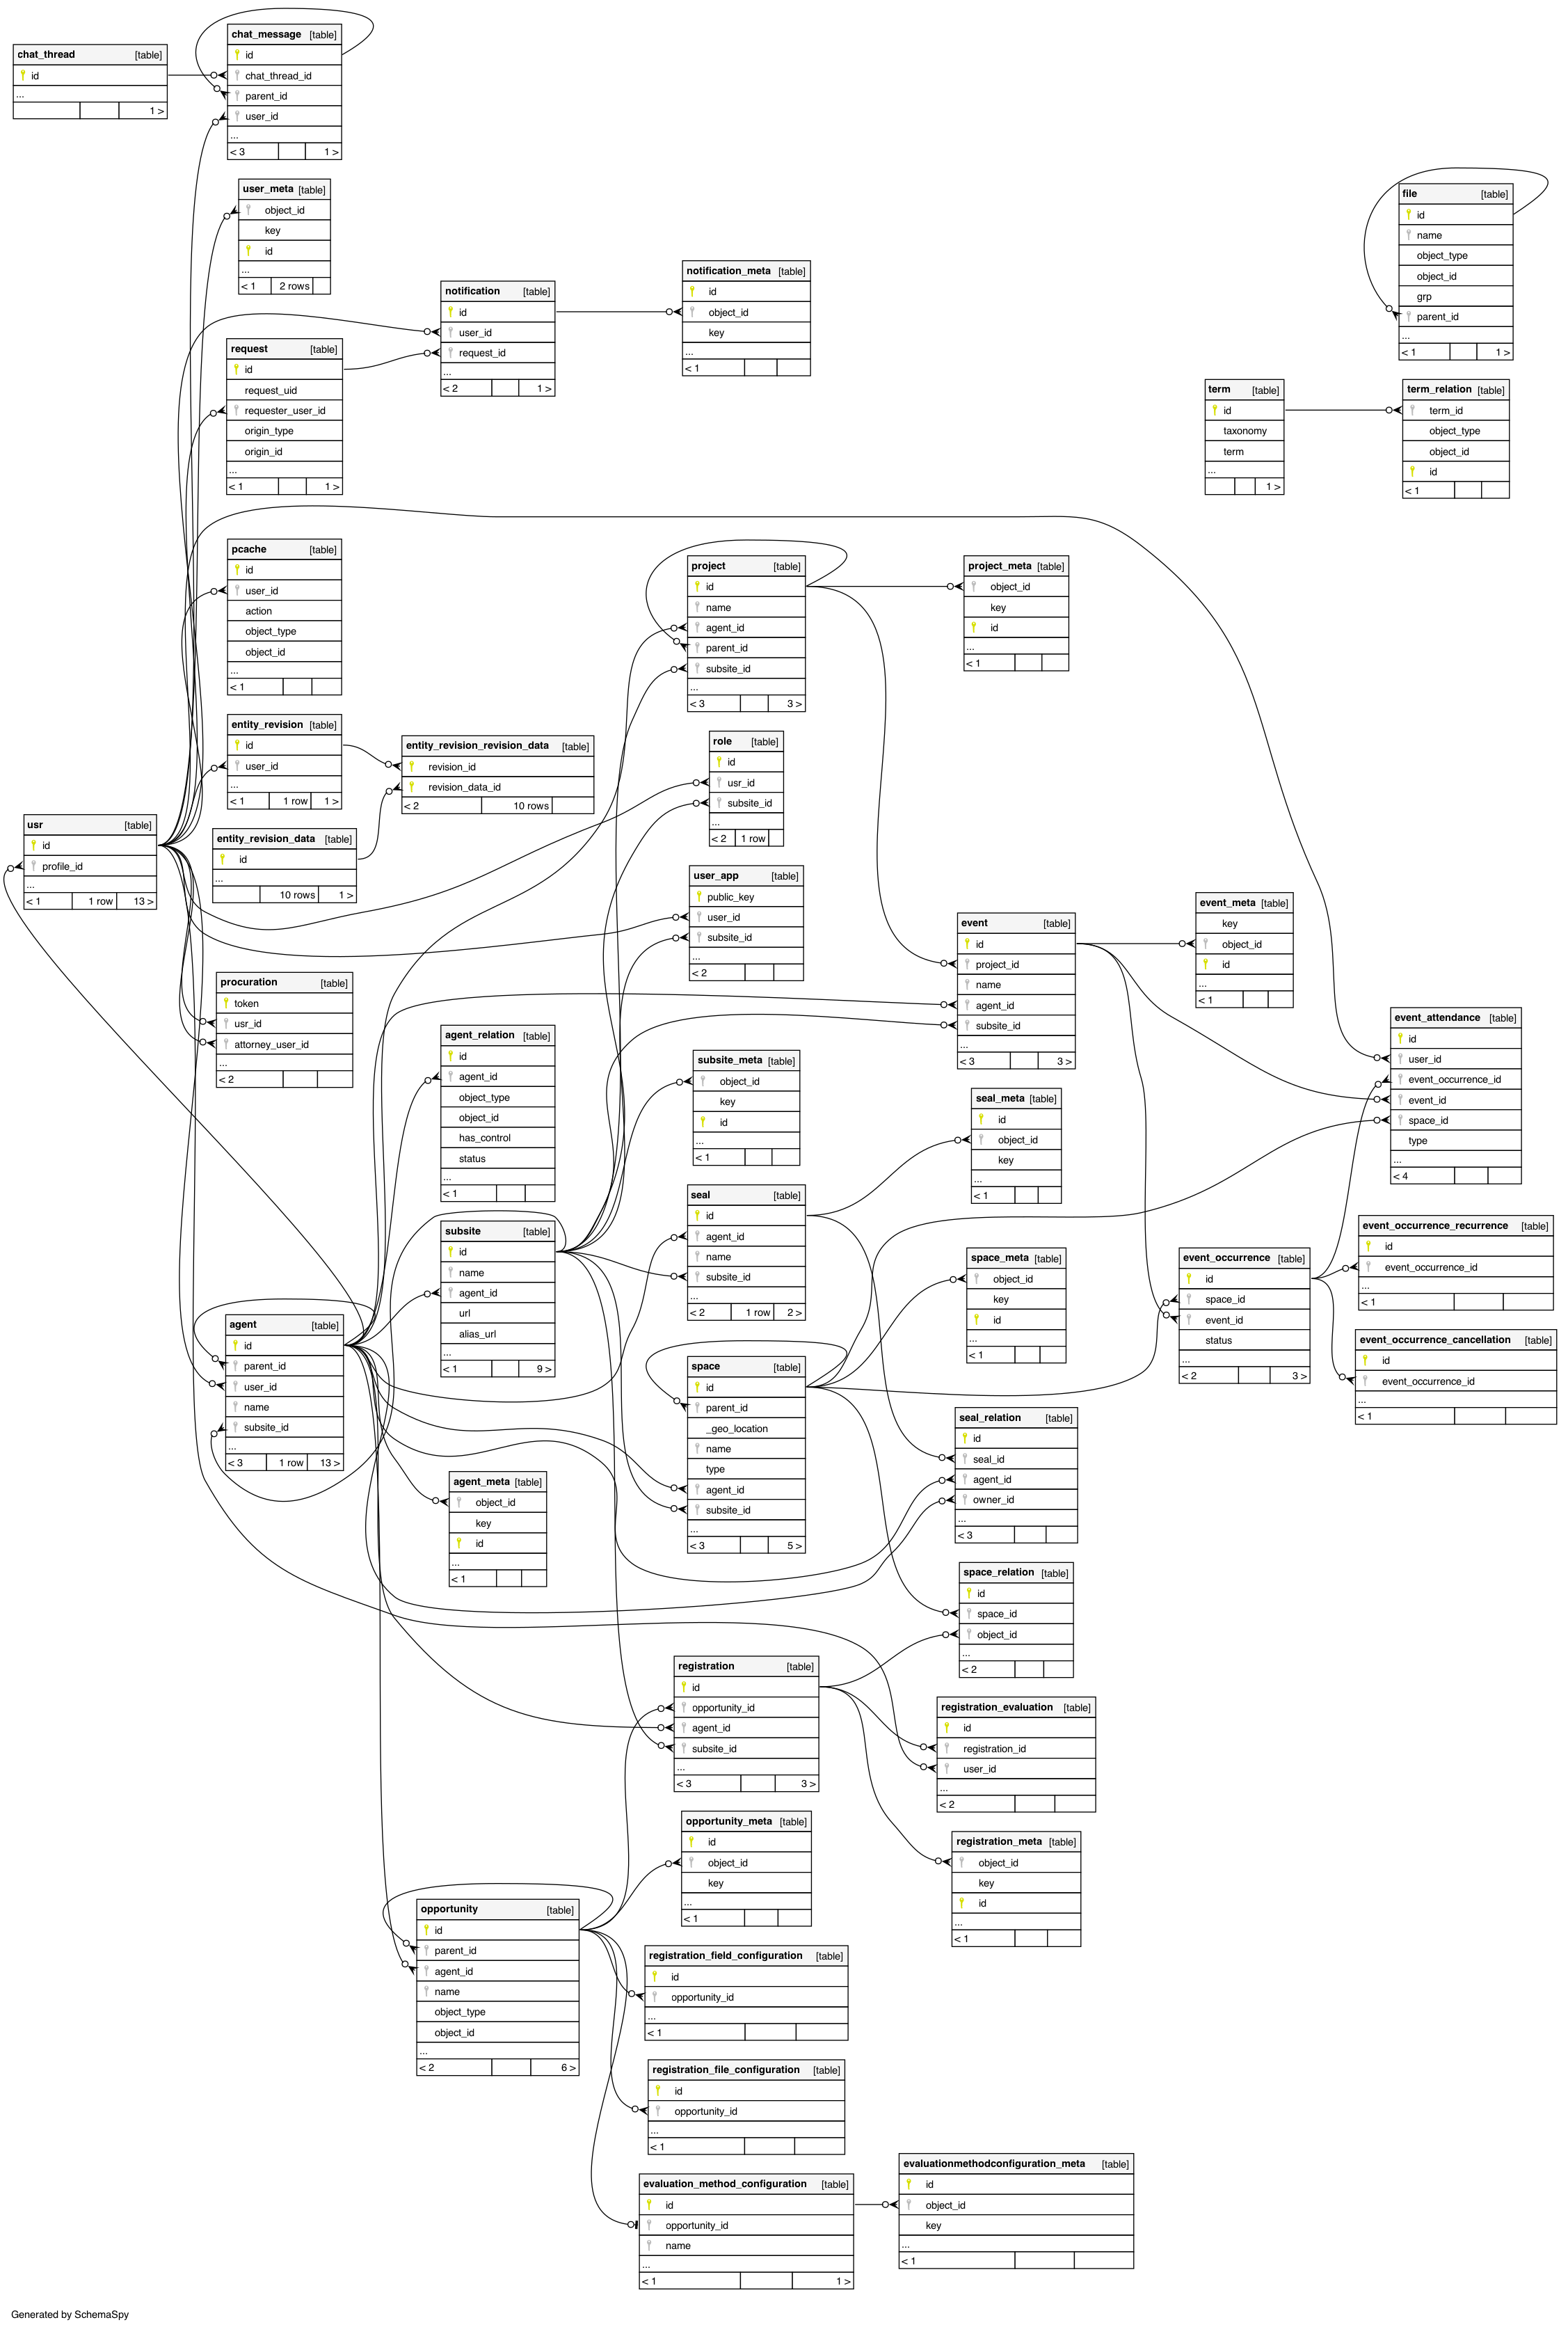 chat_thread [table]
id
...
1 >
chat_message [table]
id
chat_thread_id
parent_id
user_id
...
< 3 1 >
user_meta [table]
object_id
key
id
...
< 1 2 rows
notification [table]
id
user_id
request_id
...
< 2 1 >
notification_meta [table]
id
object_id
key
...
< 1
file [table]
id
name
object_type
object_id
grp
parent_id
...
< 1 1 >
request [table]
id
request_uid
requester_user_id
origin_type
origin_id
...
< 1 1 >
term [table]
id
taxonomy
term
...
1 >
term_relation [table]
term_id
object_type
object_id
id
< 1
pcache [table]
id
user_id
action
object_type
object_id
...
< 1
project [table]
id
name
agent_id
parent_id
subsite_id
...
< 3 3 >
project_meta [table]
object_id
key
id
...
< 1
entity_revision [table]
id
user_id
...
< 1 1 row 1 >
entity_revision_revision_data [table]
revision_id
revision_data_id
< 2 10 rows
role [table]
id
usr_id
subsite_id
...
< 2 1 row
usr [table]
id
profile_id
...
< 1 1 row 13 >
entity_revision_data [table]
id
...
10 rows 1 >
user_app [table]
public_key
user_id
subsite_id
...
< 2
event [table]
id
project_id
name
agent_id
subsite_id
...
< 3 3 >
event_meta [table]
key
object_id
id
...
< 1
procuration [table]
token
usr_id
attorney_user_id
...
< 2
agent_relation [table]
id
agent_id
object_type
object_id
has_control
status
...
< 1
subsite_meta [table]
object_id
key
id
...
< 1
event_attendance [table]
id
user_id
event_occurrence_id
event_id
space_id
type
...
< 4
seal_meta [table]
id
object_id
key
...
< 1
subsite [table]
id
name
agent_id
url
alias_url
...
< 1 9 >
seal [table]
id
agent_id
name
subsite_id
...
< 2 1 row 2 >
space_meta [table]
object_id
key
id
...
< 1
event_occurrence [table]
id
space_id
event_id
status
...
< 2 3 >
event_occurrence_recurrence [table]
id
event_occurrence_id
...
< 1
event_occurrence_cancellation [table]
id
event_occurrence_id
...
< 1
agent [table]
id
parent_id
user_id
name
subsite_id
...
< 3 1 row 13 >
space [table]
id
parent_id
_geo_location
name
type
agent_id
subsite_id
...
< 3 5 >
seal_relation [table]
id
seal_id
agent_id
owner_id
...
< 3
agent_meta [table]
object_id
key
id
...
< 1
space_relation [table]
id
space_id
object_id
...
< 2
registration [table]
id
opportunity_id
agent_id
subsite_id
...
< 3 3 >
registration_evaluation [table]
id
registration_id
user_id
...
< 2
opportunity_meta [table]
id
object_id
key
...
< 1
registration_meta [table]
object_id
key
id
...
< 1
opportunity [table]
id
parent_id
agent_id
name
object_type
object_id
...
< 2 6 >
registration_field_configuration [table]
id
opportunity_id
...
< 1
registration_file_configuration [table]
id
opportunity_id
...
< 1
evaluation_method_configuration [table]
id
opportunity_id
name
...
< 1 1 >
evaluationmethodconfiguration_meta [table]
id
object_id
key
...
< 1
Generated by SchemaSpy